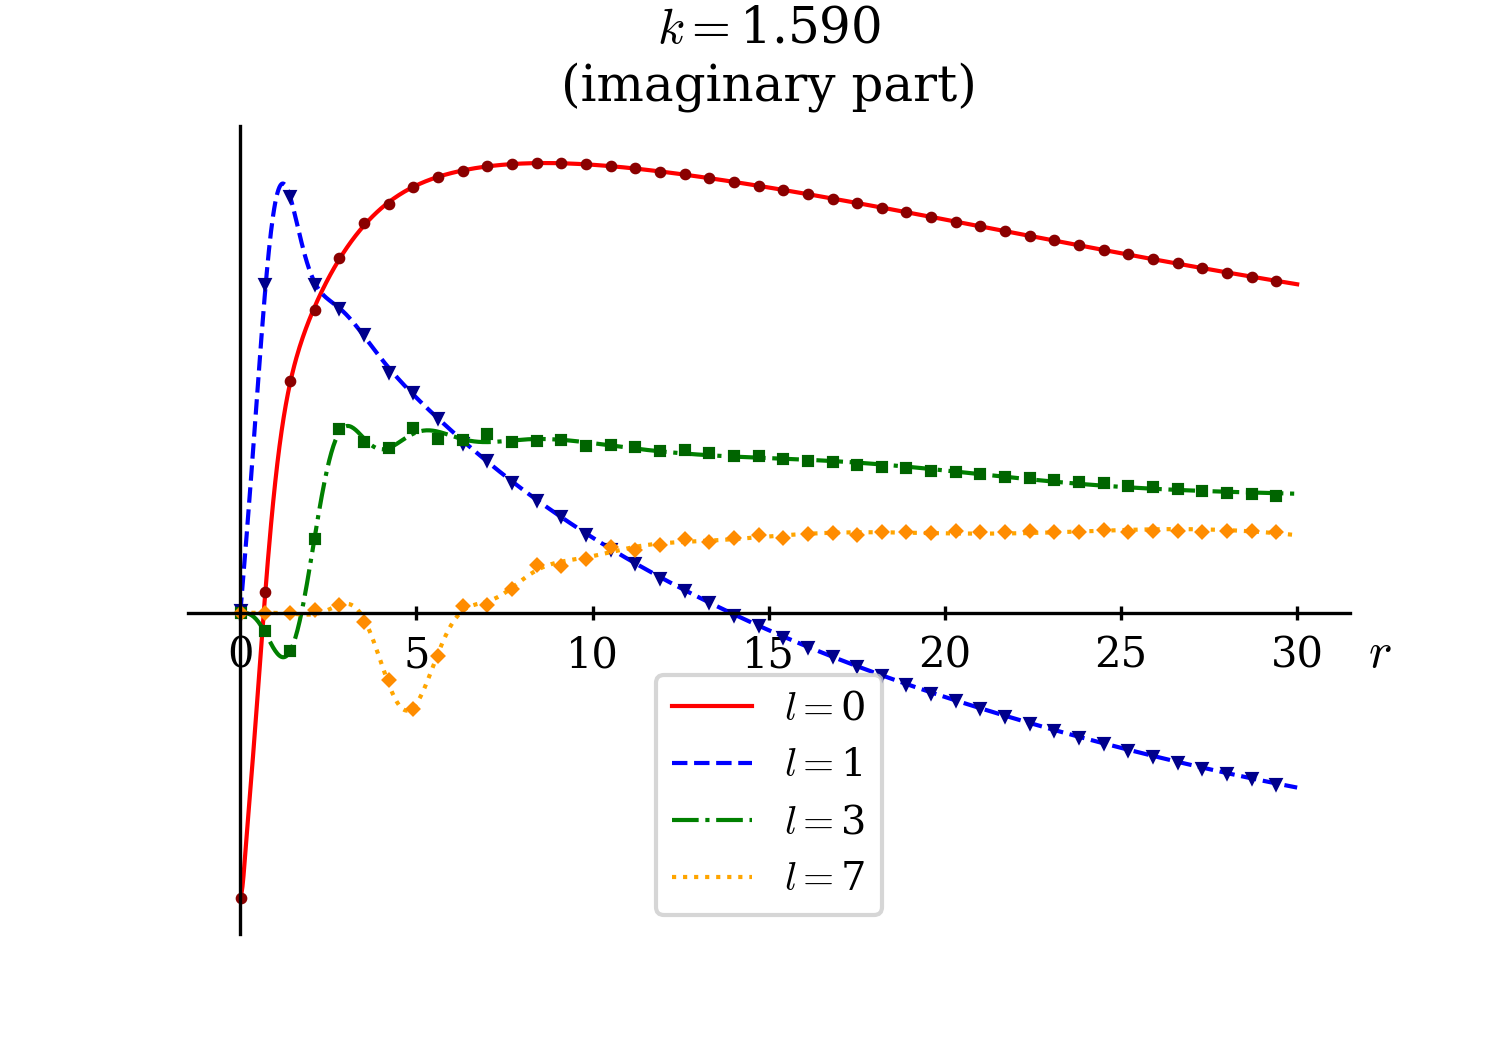 k = 1.590
(imaginary part)
0 5 10 15 20 25 30 r
l = 0
l = 1
l = 3
l = 7